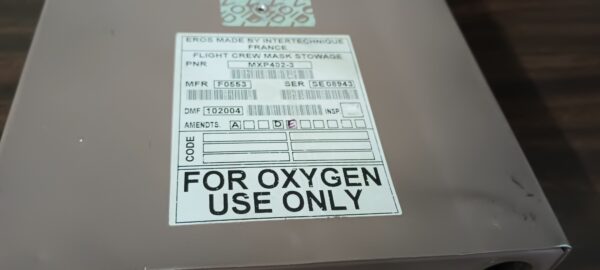 EROS MADE BY INTERTECHNIQUE
FRANCE
FLIGHT CREW MASK STOWAGE
PNR MXP402-3
MFR F0553 SER SE08943
DMF 102004 INSP
AMENDTS. A D E
CODE
FOR OXYGEN
USE ONLY